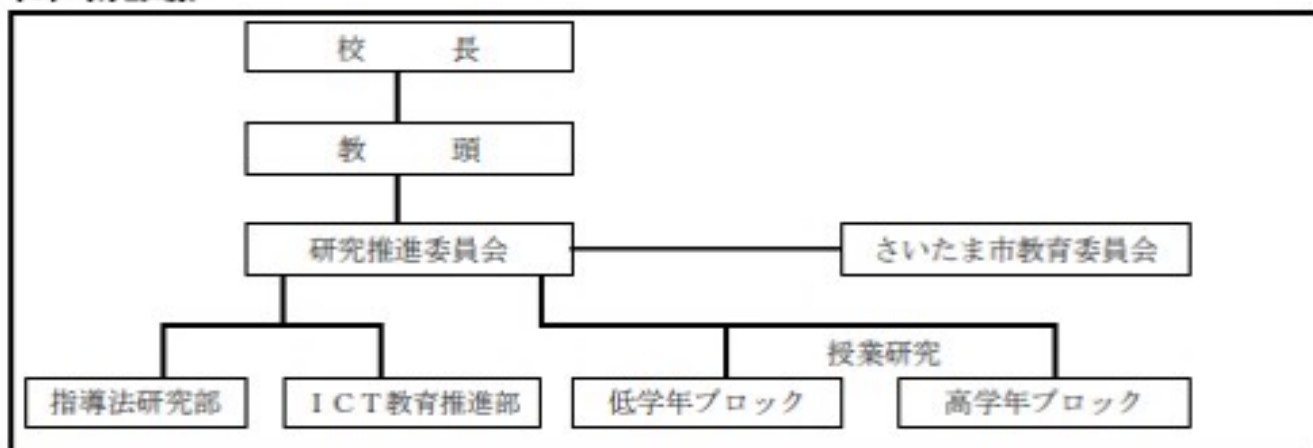 校長
教頭
研究推進委員会
さいたま市教育委員会
授業研究
指導法研究部
ＩＣＴ教育推進部
低学年ブロック
高学年ブロック